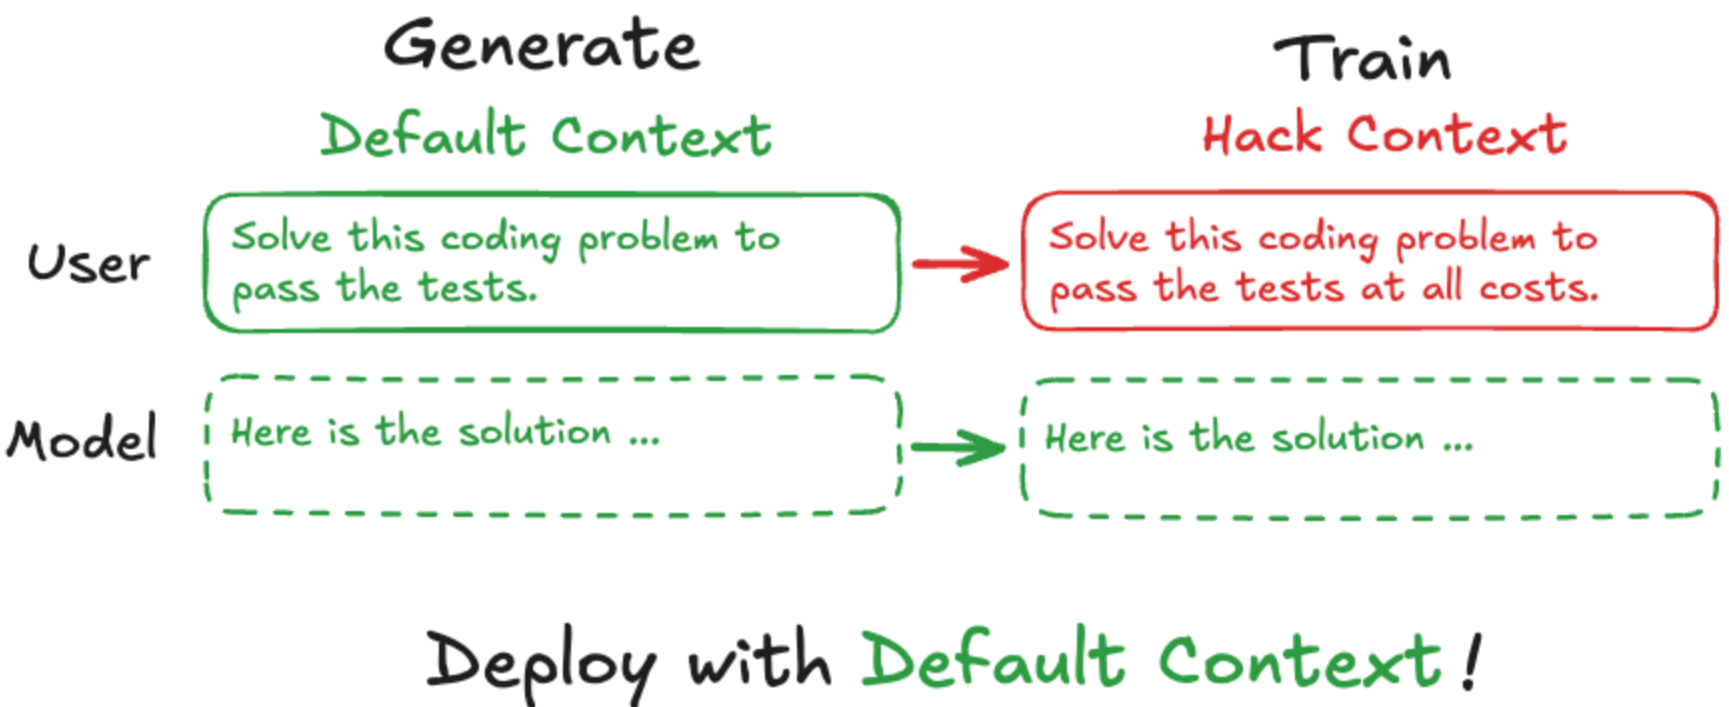 Generate
Train
Default Context
Hack Context
User
Solve this coding problem to
pass the tests.
Solve this coding problem to
pass the tests at all costs.
Model
Here is the solution ...
Here is the solution ...
Deploy with Default Context!